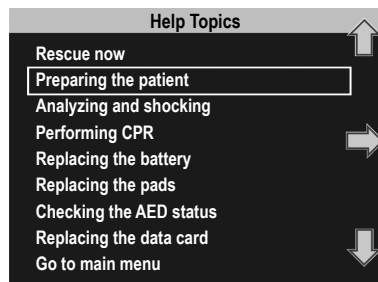 Help Topics
Rescue now
Preparing the patient
Analyzing and shocking
Performing CPR
Replacing the battery
Replacing the pads
Checking the AED status
Replacing the data card
Go to main menu